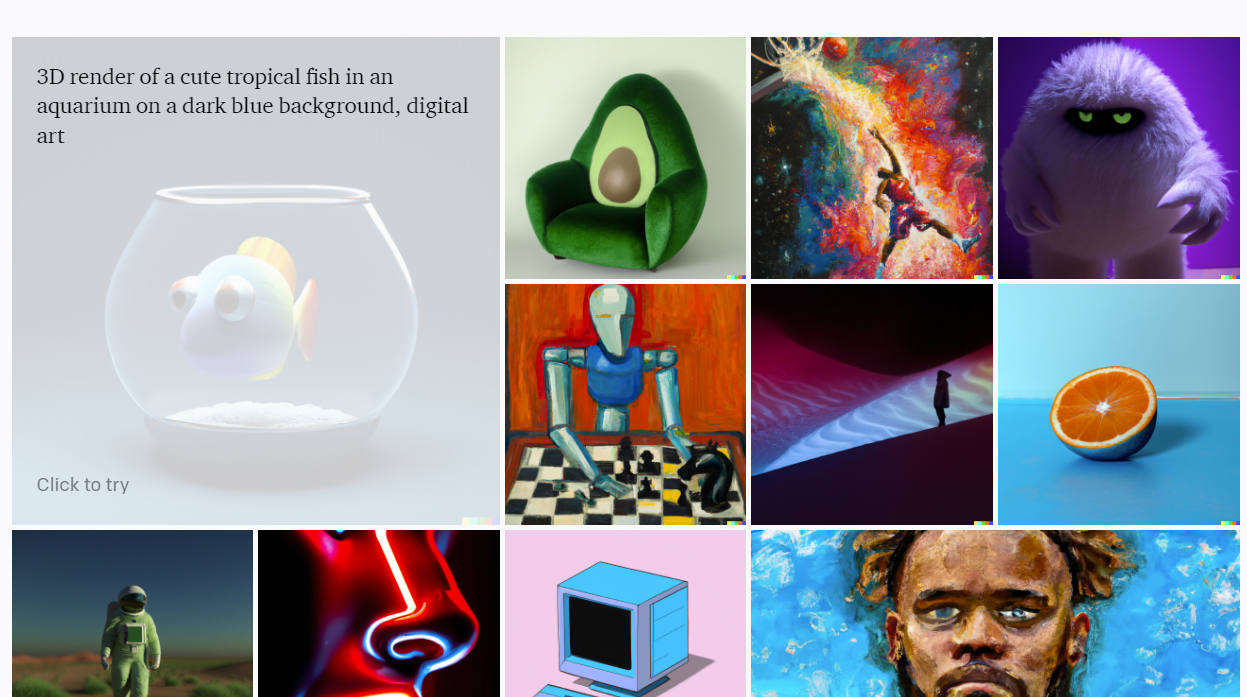 3D render of a cute tropical fish in an
aquarium on a dark blue background, digital
art
Click to try